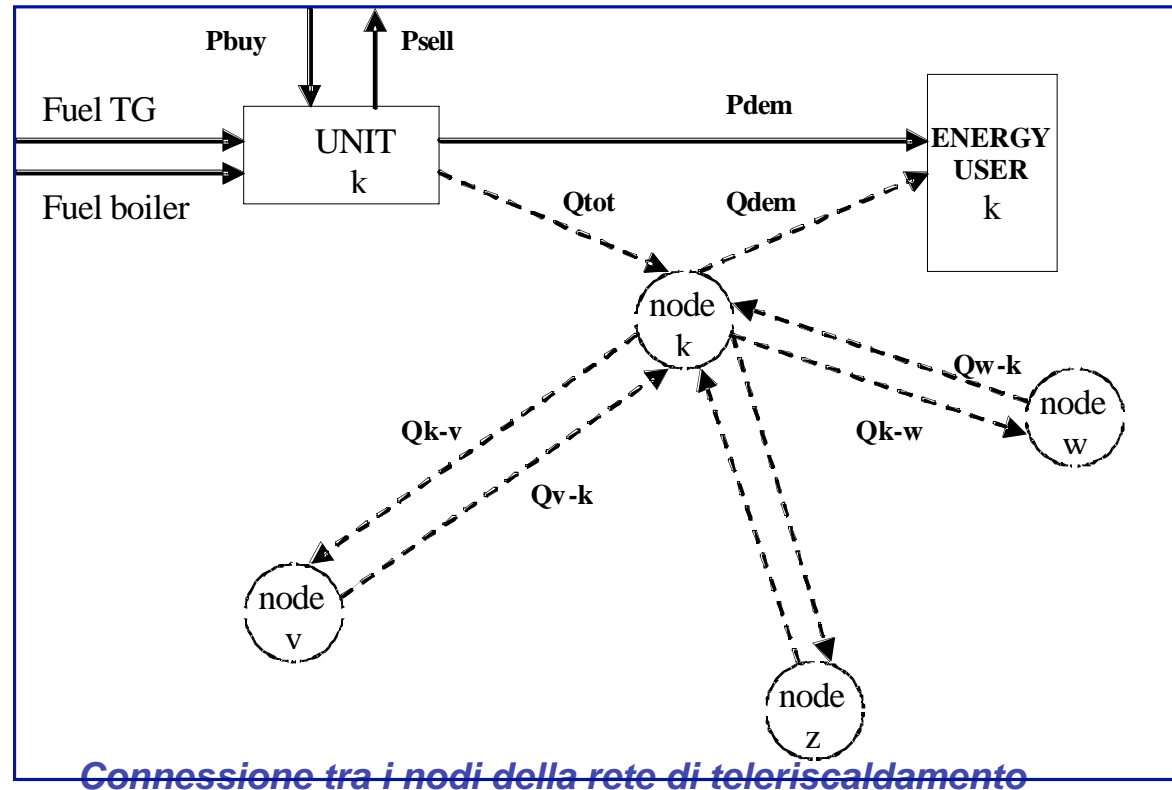 Pbuy
Psell
Fuel TG
Fuel boiler
UNIT
k
Pdem
ENERGY
USER
k
Qtot
Qdem
node
k
Qw-k
Qk-w
node
w
Qk-v
Qv-k
node
v
node
z
Connessione tra i nodi della rete di teleriscaldamento